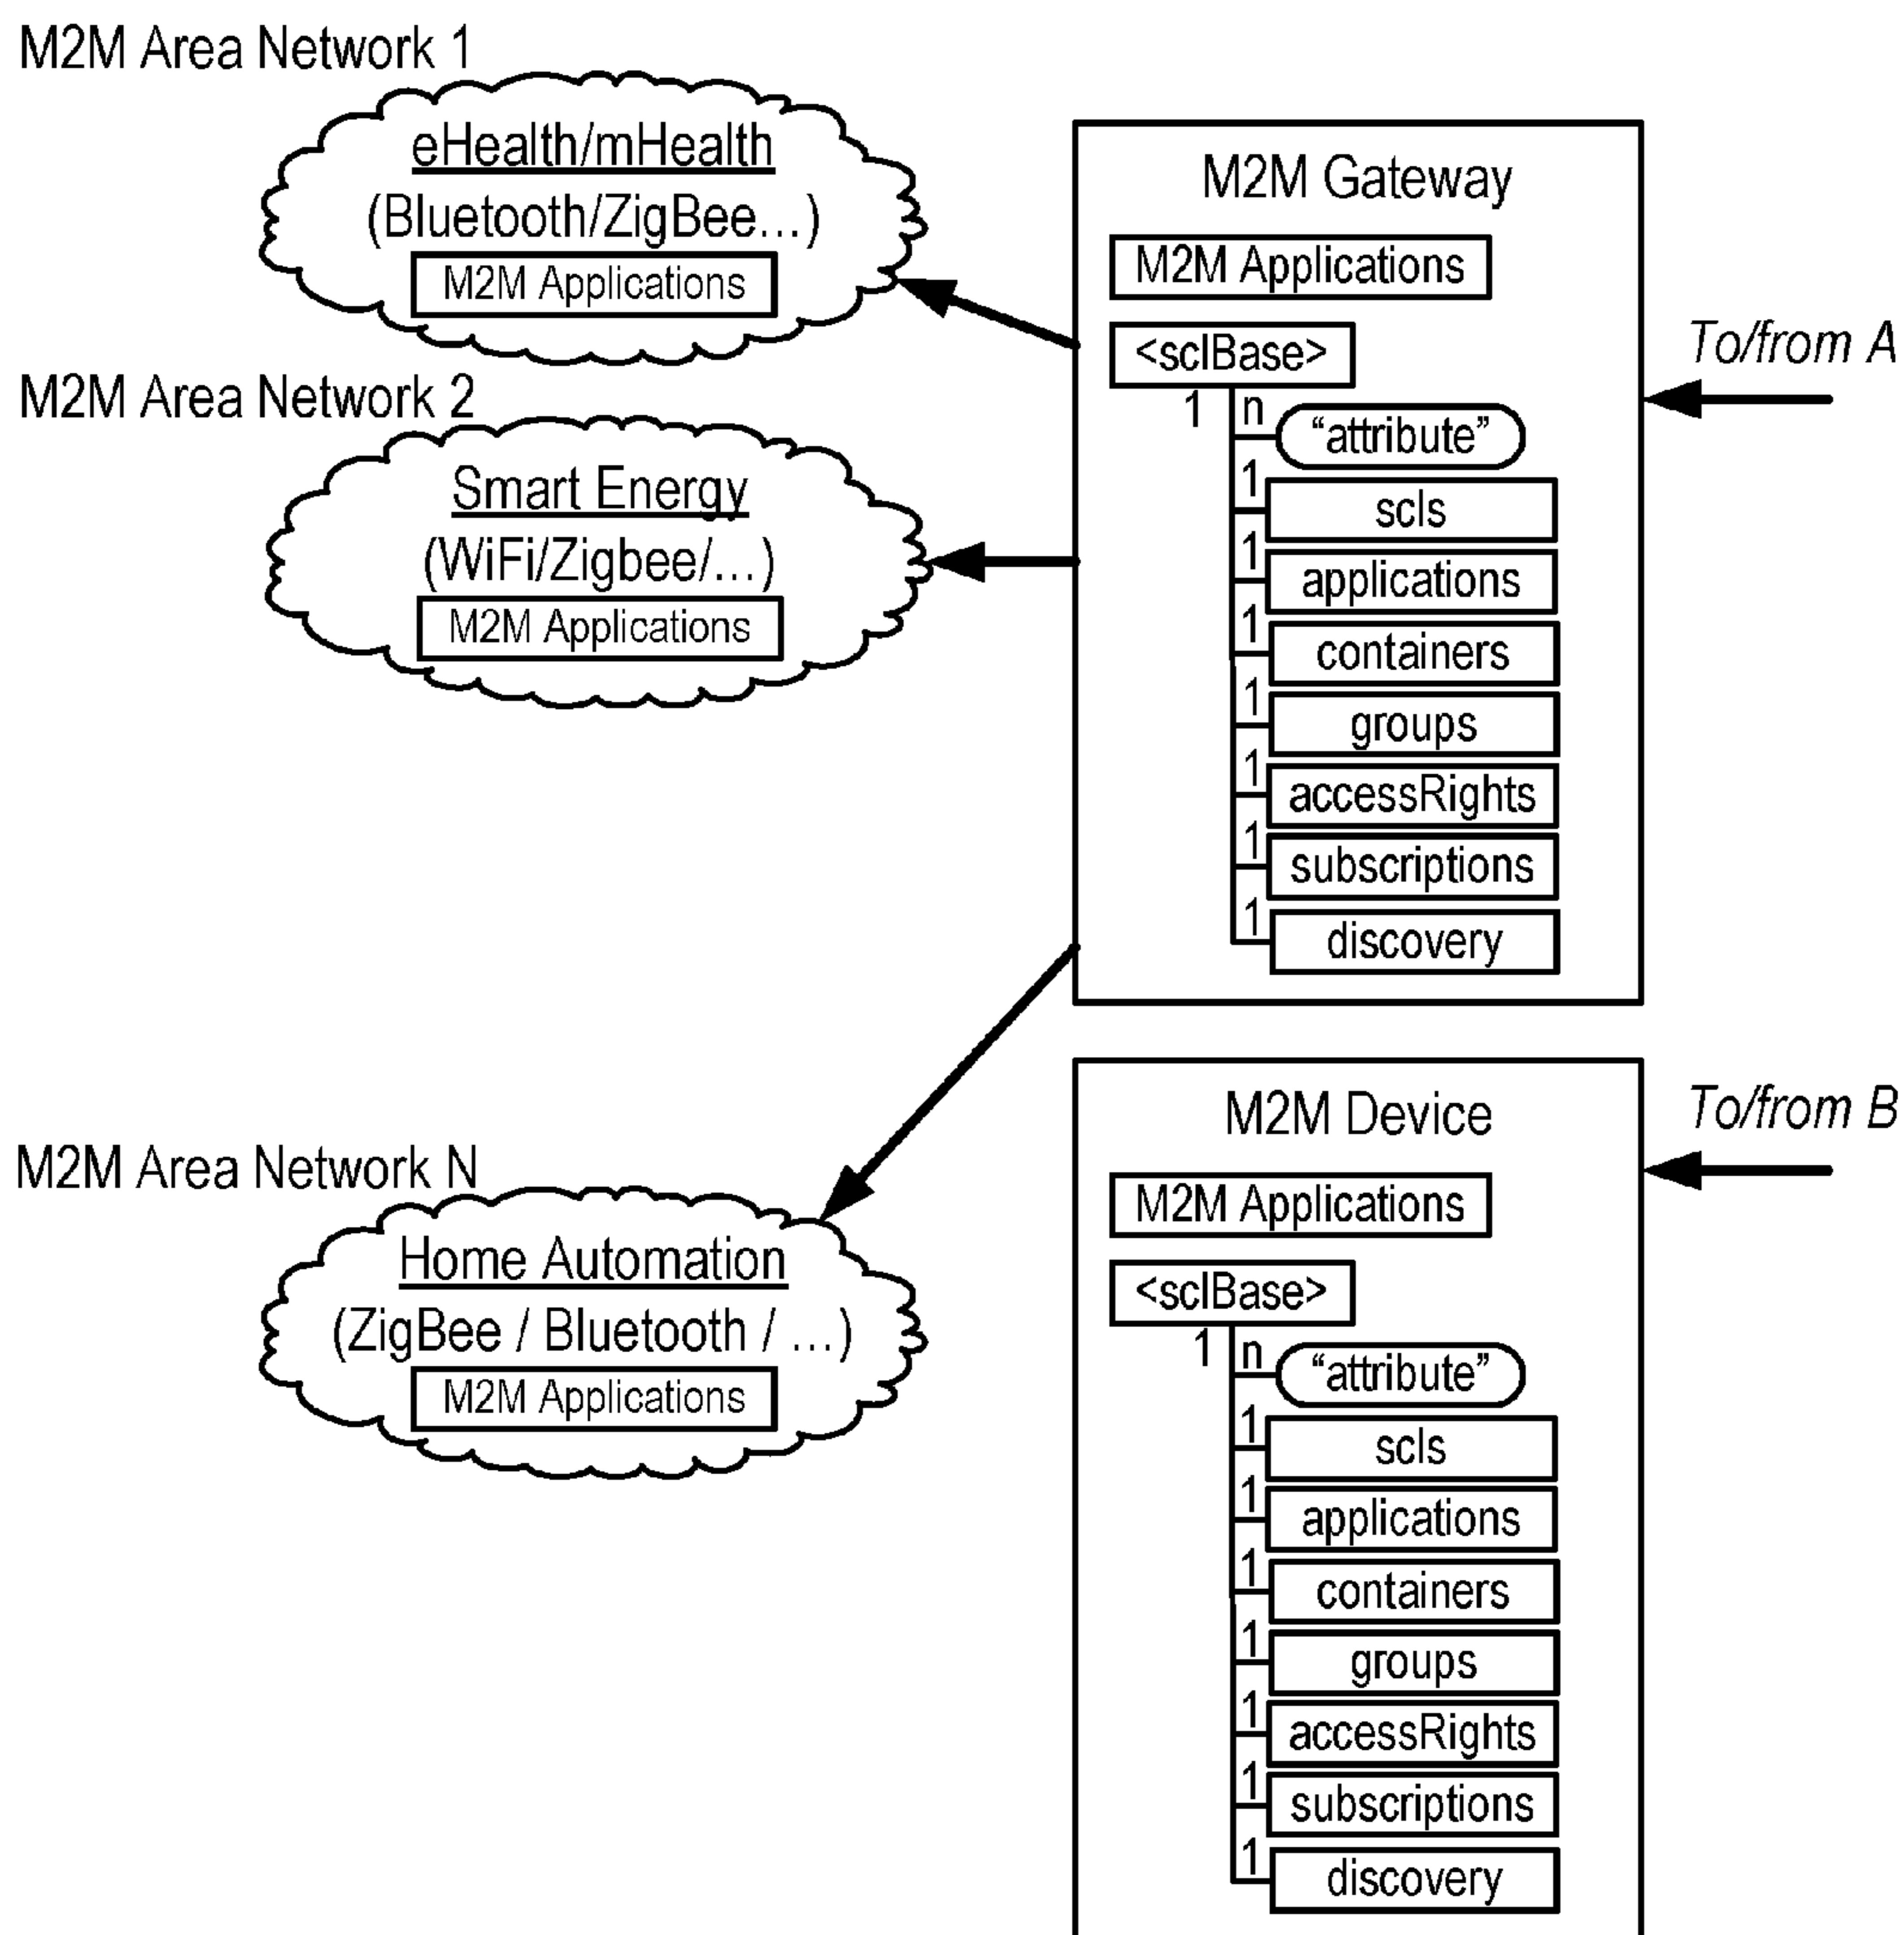 M2M Area Network 1
eHealth/mHealth
(Bluetooth/ZigBee...)
M2M Applications
M2M Area Network 2
Smart Energy
(WiFi/Zigbee/...)
M2M Applications
M2M Area Network N
Home Automation
(ZigBee / Bluetooth / ...)
M2M Applications
M2M Gateway
M2M Applications
<sclBase>
1 n
“attribute”
1 scls
1 applications
1 containers
1 groups
1 accessRights
1 subscriptions
1 discovery
To/from A
M2M Device
M2M Applications
<sclBase>
1 n
“attribute”
1 scls
1 applications
1 containers
1 groups
1 accessRights
1 subscriptions
1 discovery
To/from B